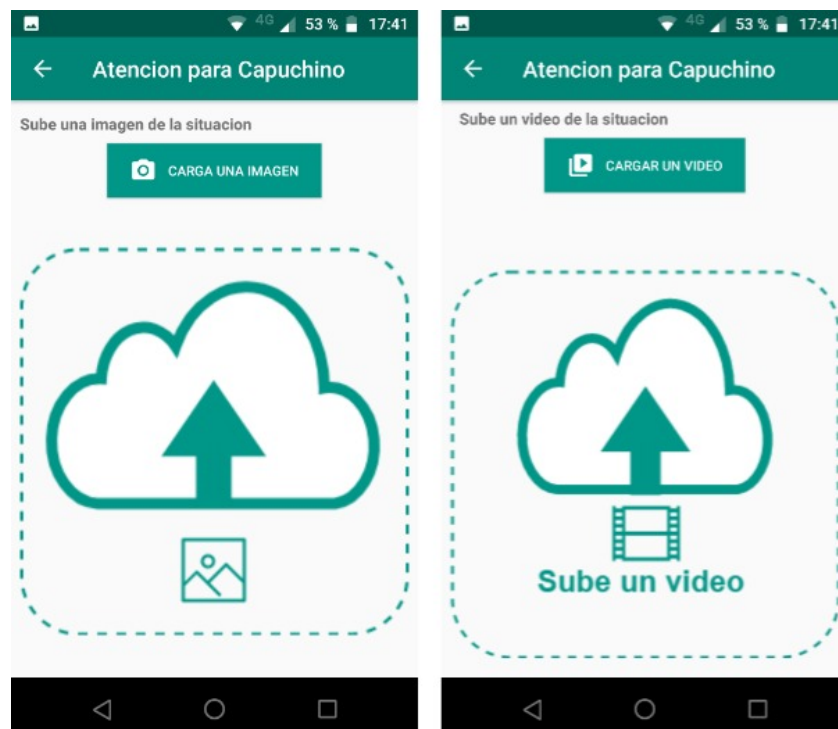 4G 53 % 17:41
Atencion para Capuchino
Sube una imagen de la situacion
CARGA UNA IMAGEN
4G 53 % 17:41
Atencion para Capuchino
Sube un video de la situacion
CARGAR UN VIDEO
Sube un video